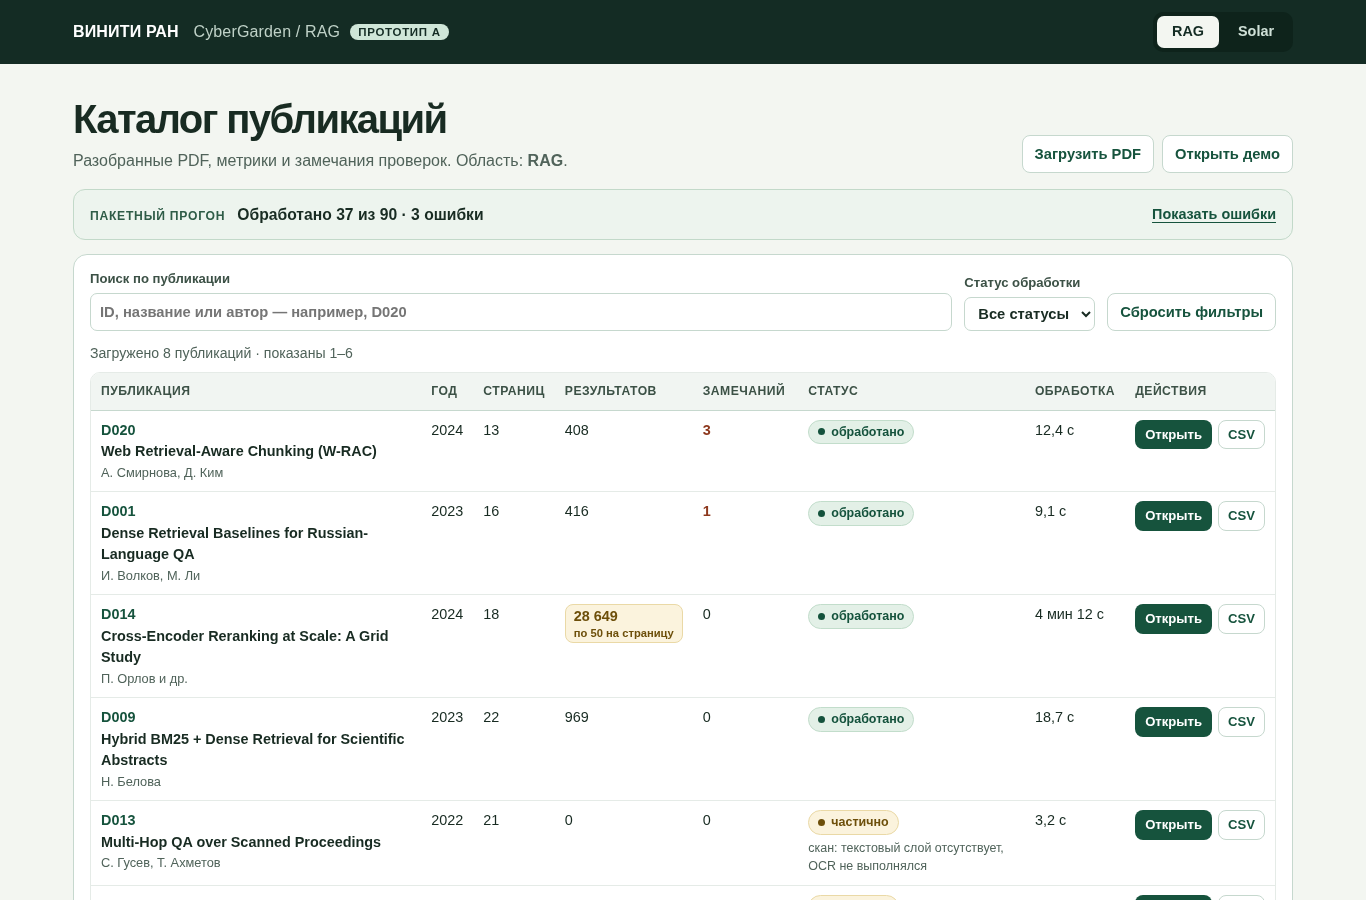 ВИНИТИ РАН CyberGarden / RAG ПРОТОТИП A RAG Solar
Каталог публикаций
Разобранные PDF, метрики и замечания проверок. Область: RAG.
Загрузить PDF Открыть демо
ПАКЕТНЫЙ ПРОГОН Обработано 37 из 90 · 3 ошибки Показать ошибки
Поиск по публикации Статус обработки
ID, название или автор — например, D020 Все статусы Сбросить фильтры
Загружено 8 публикаций · показаны 1–6
ПУБЛИКАЦИЯ ГОД СТРАНИЦ РЕЗУЛЬТАТОВ ЗАМЕЧАНИЙ СТАТУС ОБРАБОТКА ДЕЙСТВИЯ
D020 2024 13 408 3 обработано 12,4 с Открыть CSV
Web Retrieval-Aware Chunking (W-RAC)
А. Смирнова, Д. Ким
D001 2023 16 416 1 обработано 9,1 с Открыть CSV
Dense Retrieval Baselines for Russian-
Language QA
И. Волков, М. Ли
D014 2024 18 28 649 0 обработано 4 мин 12 с Открыть CSV
по 50 на страницу
Cross-Encoder Reranking at Scale: A Grid
Study
П. Орлов и др.
D009 2023 22 969 0 обработано 18,7 с Открыть CSV
Hybrid BM25 + Dense Retrieval for Scientific
Abstracts
Н. Белова
D013 2022 21 0 0 частично 3,2 с Открыть CSV
Multi-Hop QA over Scanned Proceedings
скан: текстовый слой отсутствует,
OCR не выполнялся
С. Гусев, Т. Ахметов